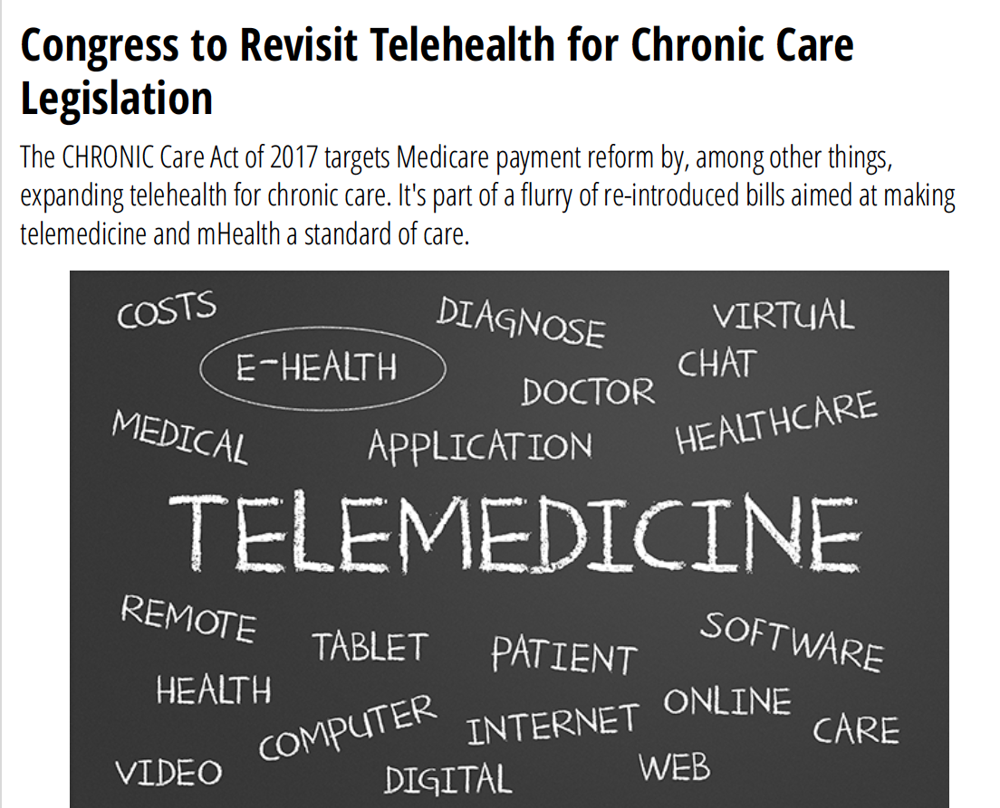 Congress to Revisit Telehealth for Chronic Care
Legislation
The CHRONIC Care Act of 2017 targets Medicare payment reform by, among other things,
expanding telehealth for chronic care. It's part of a flurry of re-introduced bills aimed at making
telemedicine and mHealth a standard of care.
COSTS
DIAGNOSE
VIRTUAL
E-HEALTH
CHAT
DOCTOR
MEDICAL
APPLICATION
HEALTHCARE
TELEMEDICINE
REMOTE
TABLET
PATIENT
SOFTWARE
HEALTH
COMPUTER
INTERNET
ONLINE
CARE
VIDEO
DIGITAL
WEB